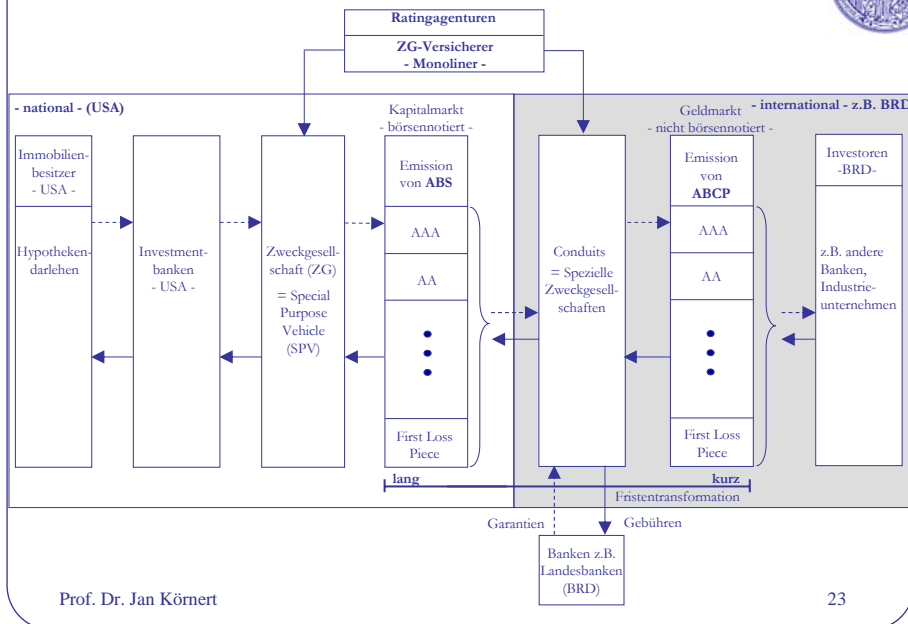 Ratingagenturen
ZG-Versicherer
- Monoliner -
- national - (USA)
Kapitalmarkt
- börsennotiert -
Geldmarkt
- nicht börsennotiert -
- international - z.B. BRD
Immobilien-
besitzer
- USA -
Hypotheken-
darlehen
Investment-
banken
- USA -
Zweckgesell-
schaft (ZG)
= Special
Purpose
Vehicle
(SPV)
Emission
von ABS
AAA
AA
First Loss
Piece
Conduits
= Spezielle
Zweckgesell-
schaften
Emission
von
ABCP
AAA
AA
First Loss
Piece
Investoren
-BRD-
z.B. andere
Banken,
Industrie-
unternehmen
lang
kurz
Fristentransformation
Garantien
Gebühren
Banken z.B.
Landesbanken
(BRD)
Prof. Dr. Jan Körnert
23